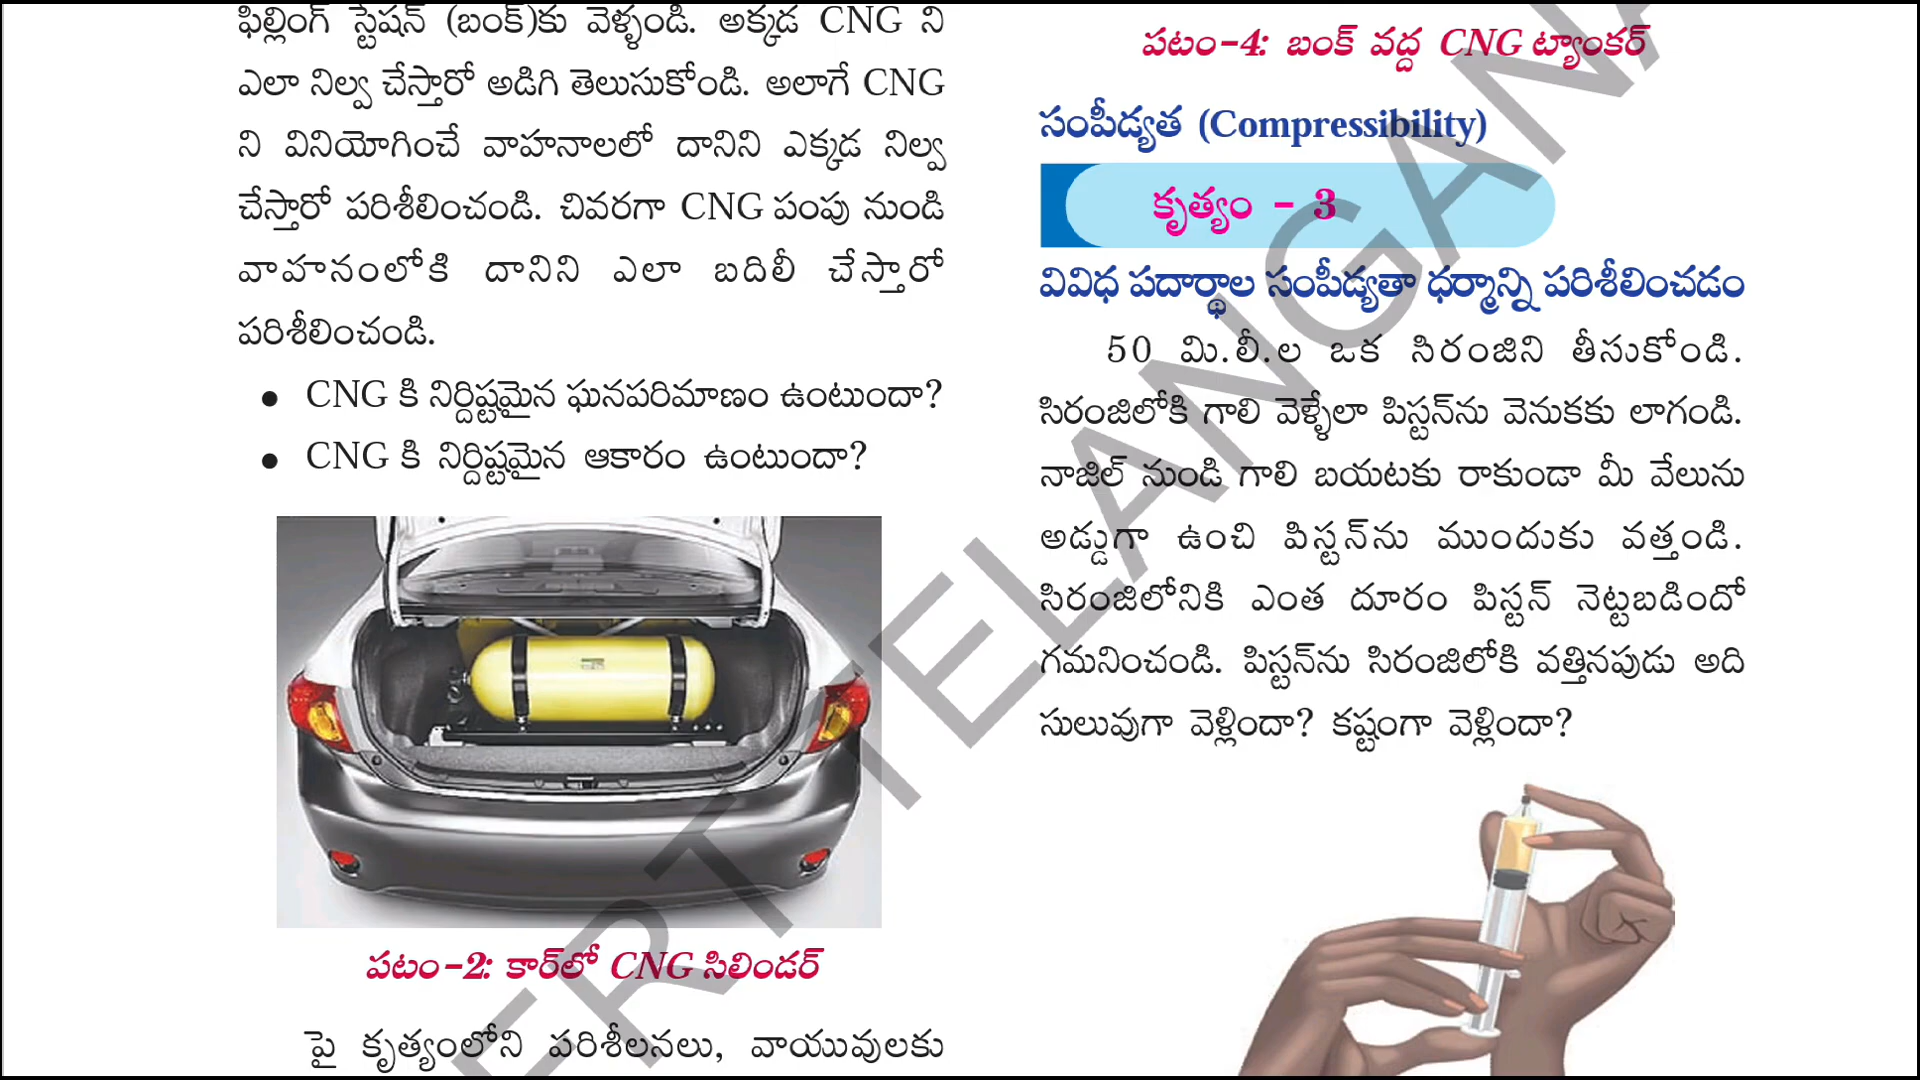 ఫిల్లింగ్ స్టేషన్ (బంక్)కు వెళ్ళండి. అక్కడ CNG ని
ఎలా నిల్వ చేస్తారో అడిగి తెలుసుకోండి. అలాగే CNG
ని వినియోగించే వాహనాలలో దానిని ఎక్కడ నిల్వ
చేస్తారో పరిశీలించండి. చివరగా CNG పంపు నుండి
వాహనంలోకి దానిని ఎలా బదిలీ చేస్తారో
పరిశీలించండి.
● CNG కి నిర్దిష్టమైన ఘనపరిమాణం ఉంటుందా?
● CNG కి నిర్దిష్టమైన ఆకారం ఉంటుందా?
పటం-2: కార్‌లో CNG సిలిండర్
పై కృత్యంలోని పరిశీలనలు, వాయువులకు
పటం-4: బంక్ వద్ద CNG ట్యాంకర్
సంపీడ్యత (Compressibility)
కృత్యం - 3
వివిధ పదార్థాల సంపీడ్యతా ధర్మాన్ని పరిశీలించడం
50 మి.లీ.ల ఒక సిరంజిని తీసుకోండి.
సిరంజిలోకి గాలి వెళ్ళేలా పిస్టన్‌ను వెనుకకు లాగండి.
నాజిల్ నుండి గాలి బయటకు రాకుండా మీ వేలును
అడ్డుగా ఉంచి పిస్టన్‌ను ముందుకు వత్తండి.
సిరంజిలోనికి ఎంత దూరం పిస్టన్ నెట్టబడిందో
గమనించండి. పిస్టన్‌ను సిరంజిలోకి వత్తినపుడు అది
సులువుగా వెళ్లిందా? కష్టంగా వెళ్లిందా?
ERT TELANGANA